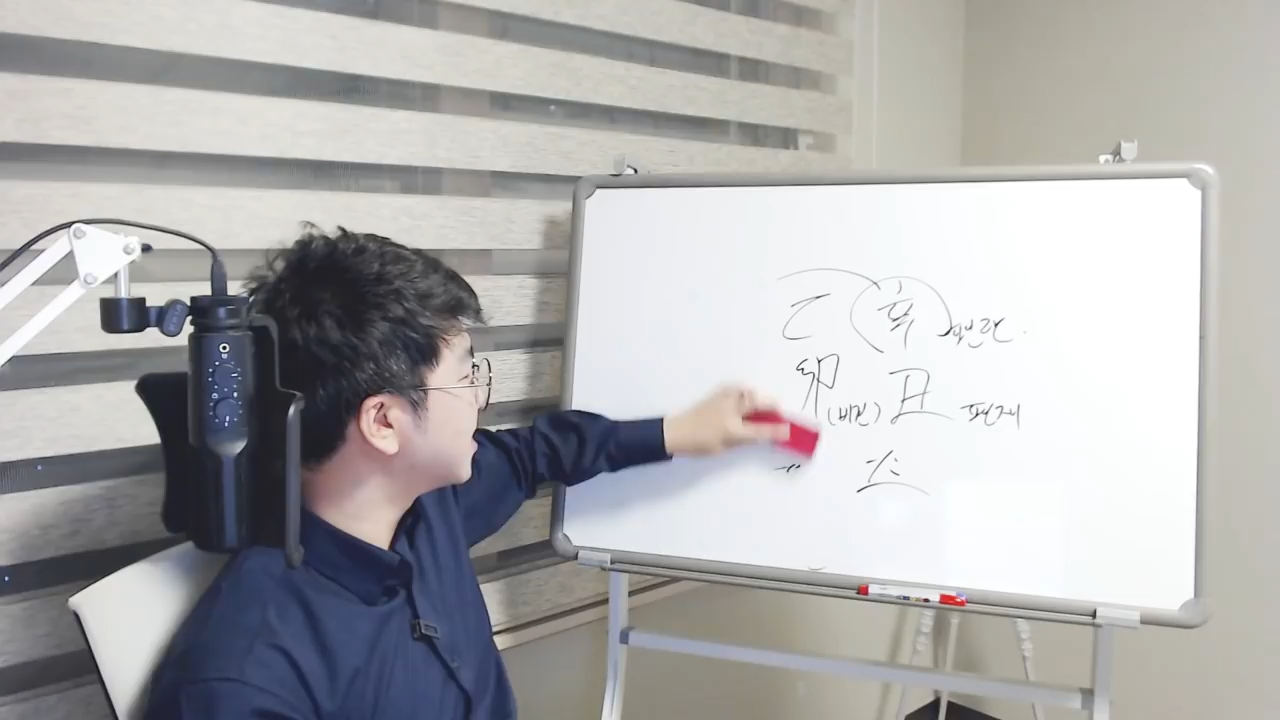 乙 辛 편관.
卯 (비견) 丑 편재